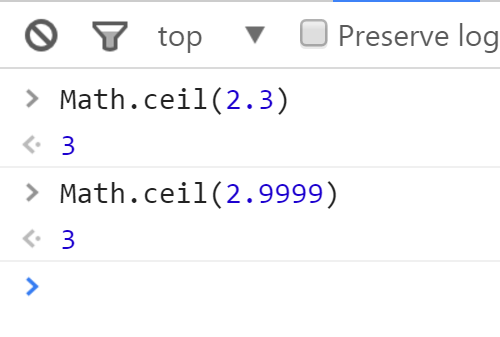 top Preserve log
Math.ceil(2.3)
3
Math.ceil(2.9999)
3